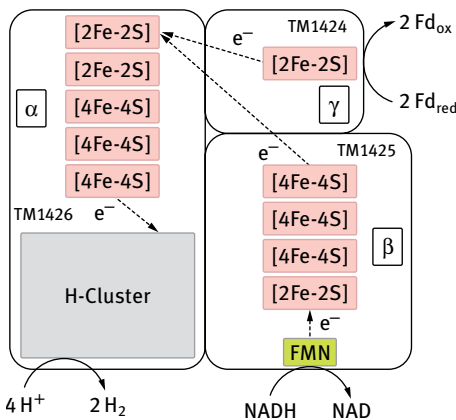 [2Fe-2S]
[2Fe-2S]
[4Fe-4S]
[4Fe-4S]
[4Fe-4S]
α
TM1426
e⁻
H-Cluster
4 H⁺
2 H₂
e⁻
TM1424
[2Fe-2S]
γ
2 Fd_ox
2 Fd_red
e⁻
TM1425
[4Fe-4S]
[4Fe-4S]
[4Fe-4S]
[2Fe-2S]
β
e⁻
FMN
NADH
NAD